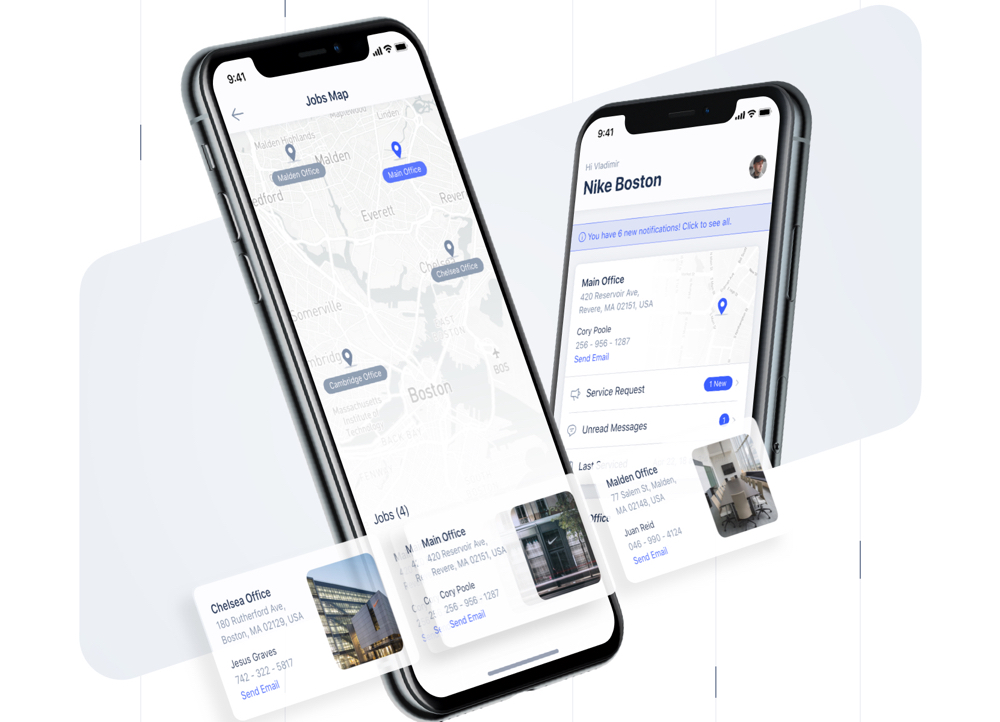 9:41
Jobs Map
Maplewood
Linden
Malden Highlands
Malden
Malden Office
Main Office
edford
Everett
Rever
Chelsea Office
Somerville
mbridg
Cambridge Office
BOS
Boston
Massachusetts
Institute of
Technology
BACK BAY
Jobs (4)
Chelsea Office
180 Rutherford Ave,
Boston, MA 02129, USA
Jesus Graves
742 - 322 - 5817
Send Email
Main Office
420 Reservoir Ave,
Revere, MA 02151, USA
Cory Poole
256 - 956 - 1287
Send Email
9:41
Hi Vladimir
Nike Boston
You have 6 new notifications! Click to see all.
Main Office
420 Reservoir Ave,
Revere, MA 02151, USA
Cory Poole
256 - 956 - 1287
Send Email
Service Request
1 New
Unread Messages
1
Last Serviced
Office
Malden Office
77 Salem St, Malden,
MA 02148, USA
Juan Reid
046 - 990 - 4124
Send Email